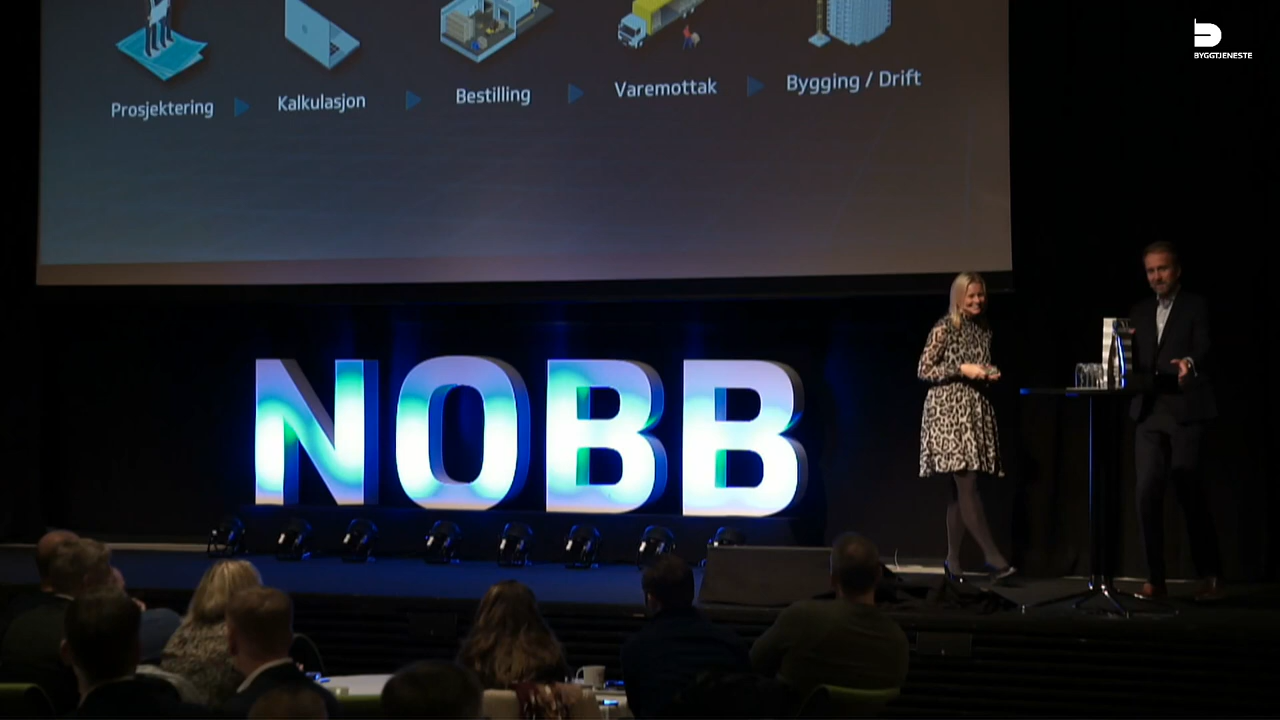 BYGGTJENESTE
Prosjektering
Kalkulasjon
Bestilling
Varemottak
Bygging / Drift
NOBB